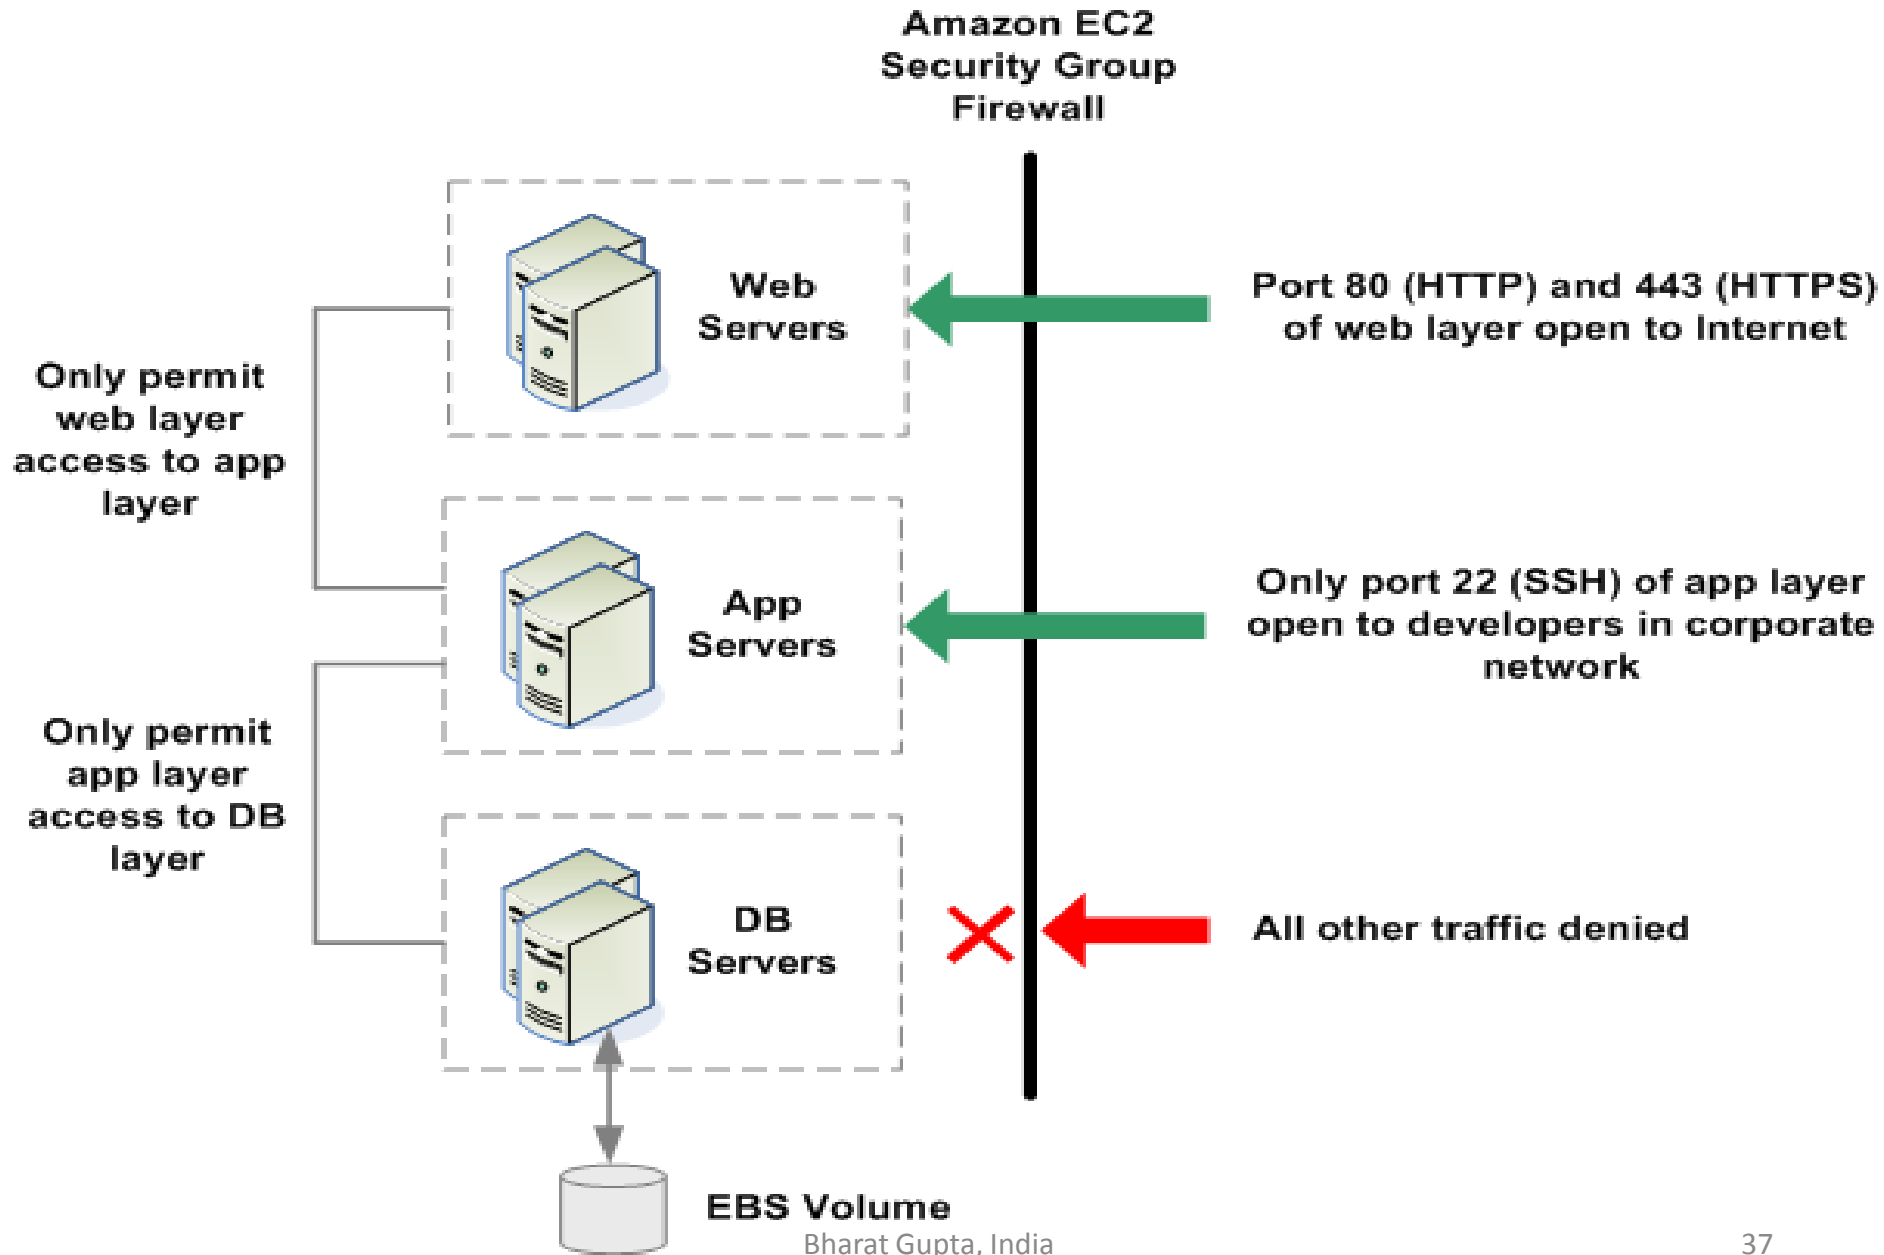 Amazon EC2
Security Group
Firewall
Web
Servers
Port 80 (HTTP) and 443 (HTTPS)
of web layer open to Internet
Only permit
web layer
access to app
layer
App
Servers
Only port 22 (SSH) of app layer
open to developers in corporate
network
Only permit
app layer
access to DB
layer
DB
Servers
All other traffic denied
EBS Volume
Bharat Gupta, India
37